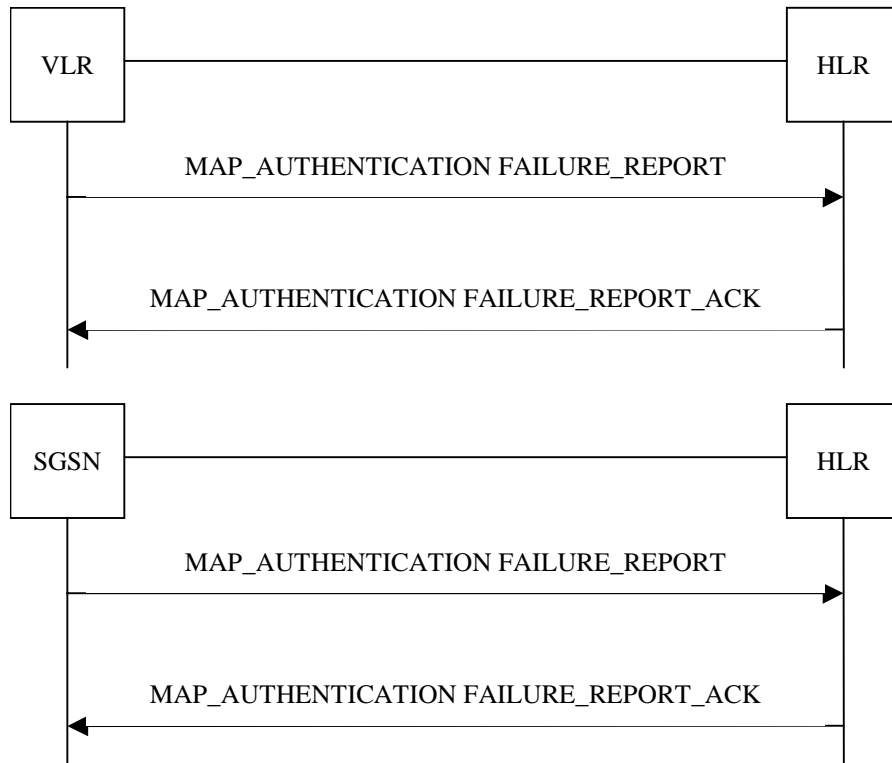 VLR
HLR
MAP_AUTHENTICATION FAILURE_REPORT
MAP_AUTHENTICATION FAILURE_REPORT_ACK
SGSN
HLR
MAP_AUTHENTICATION FAILURE_REPORT
MAP_AUTHENTICATION FAILURE_REPORT_ACK